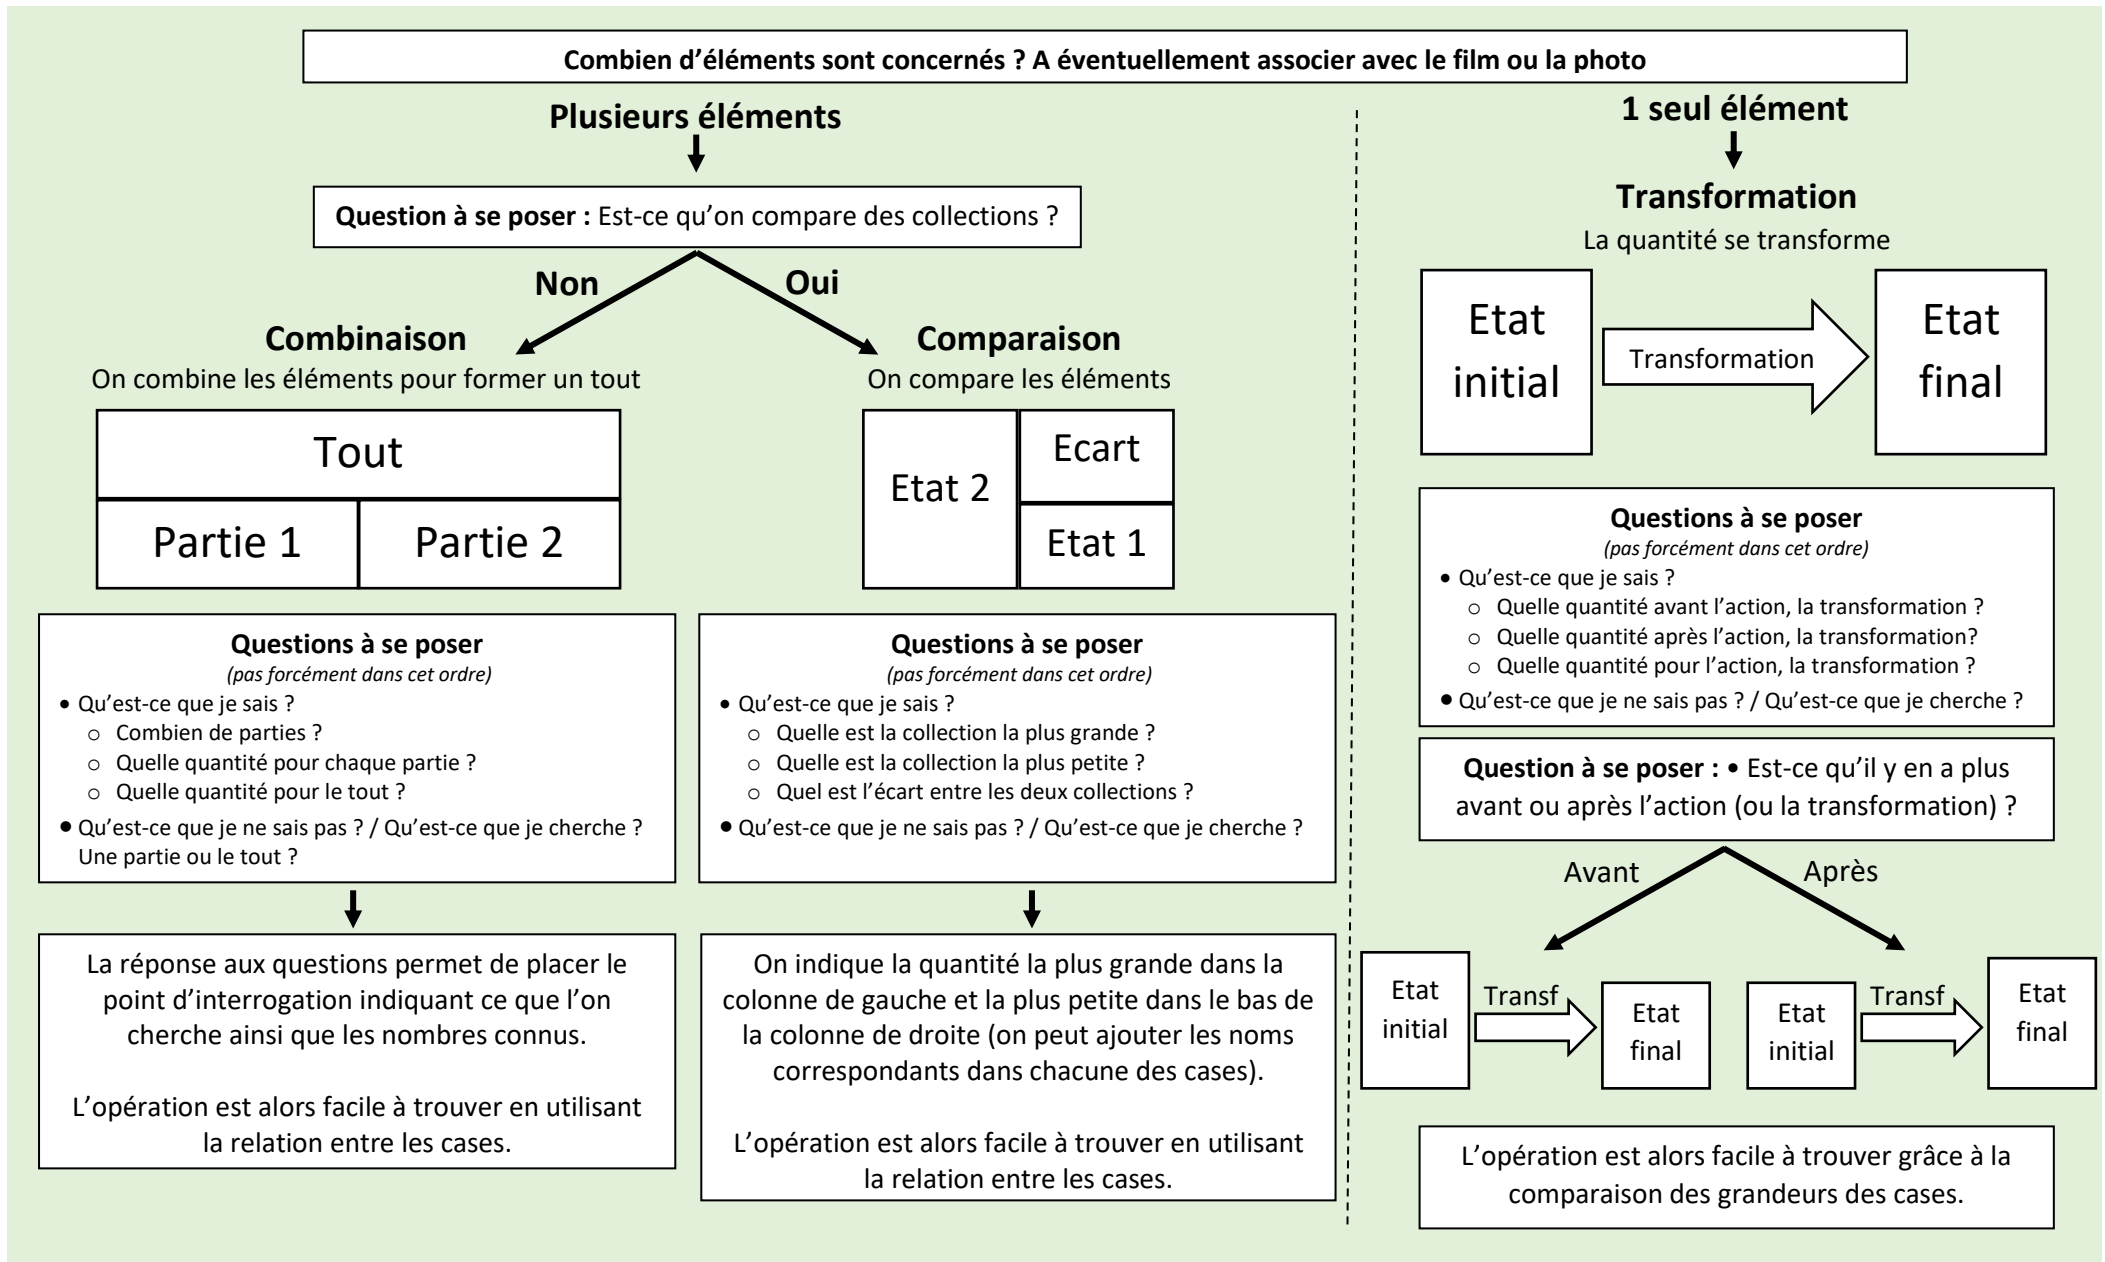 Combien d'éléments sont concernés ? A éventuellement associer avec le film ou la photo
Plusieurs éléments
Question à se poser : Est-ce qu'on compare des collections ?
Non
Oui
Combinaison
On combine les éléments pour former un tout
Tout
Partie 1
Partie 2
Questions à se poser
(pas forcément dans cet ordre)
• Qu'est-ce que je sais ?
o Combien de parties ?
o Quelle quantité pour chaque partie ?
o Quelle quantité pour le tout ?
• Qu'est-ce que je ne sais pas ? / Qu'est-ce que je cherche ?
Une partie ou le tout ?
La réponse aux questions permet de placer le
point d'interrogation indiquant ce que l'on
cherche ainsi que les nombres connus.
L'opération est alors facile à trouver en utilisant
la relation entre les cases.
Comparaison
On compare les éléments
Etat 2
Ecart
Etat 1
Questions à se poser
(pas forcément dans cet ordre)
• Qu'est-ce que je sais ?
o Quelle est la collection la plus grande ?
o Quelle est la collection la plus petite ?
o Quel est l'écart entre les deux collections ?
• Qu'est-ce que je ne sais pas ? / Qu'est-ce que je cherche ?
On indique la quantité la plus grande dans la
colonne de gauche et la plus petite dans le bas de
la colonne de droite (on peut ajouter les noms
correspondants dans chacune des cases).
L'opération est alors facile à trouver en utilisant
la relation entre les cases.
1 seul élément
Transformation
La quantité se transforme
Etat
initial
Transformation
Etat
final
Questions à se poser
(pas forcément dans cet ordre)
• Qu'est-ce que je sais ?
o Quelle quantité avant l'action, la transformation ?
o Quelle quantité après l'action, la transformation?
o Quelle quantité pour l'action, la transformation ?
• Qu'est-ce que je ne sais pas ? / Qu'est-ce que je cherche ?
Question à se poser : • Est-ce qu'il y en a plus
avant ou après l'action (ou la transformation) ?
Avant
Après
Etat
initial
Transf
Etat
final
Etat
initial
Transf
Etat
final
L'opération est alors facile à trouver grâce à la
comparaison des grandeurs des cases.